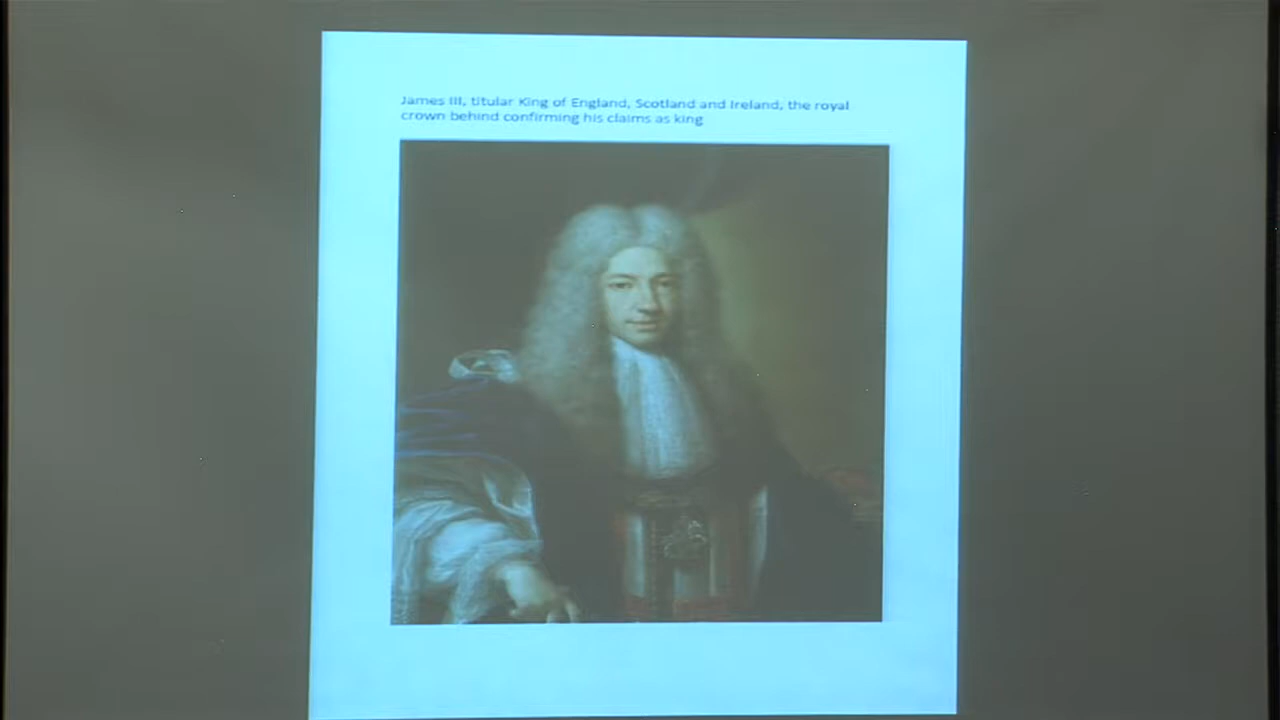 James III, titular King of England, Scotland and Ireland, the royal
crown behind confirming his claims as king